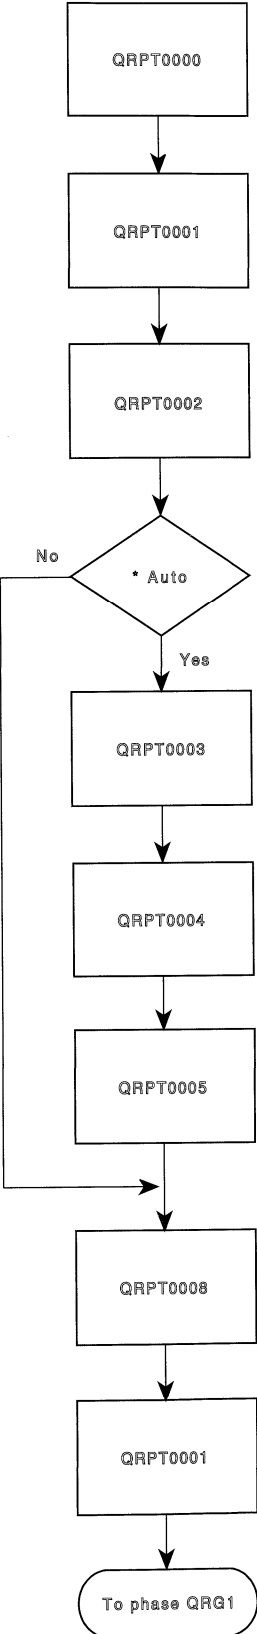 QRPT0000
QRPT0001
QRPT0002
* Auto
No
Yes
QRPT0003
QRPT0004
QRPT0005
QRPT0008
QRPT0001
To phase QRG1